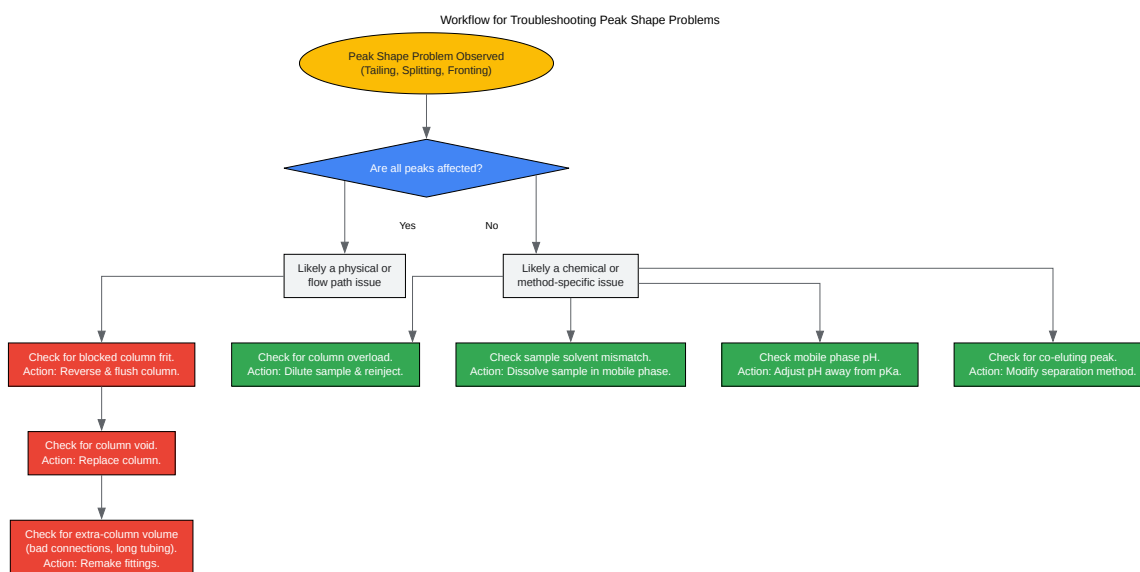 Workflow for Troubleshooting Peak Shape Problems
Peak Shape Problem Observed
(Tailing, Splitting, Fronting)
Are all peaks affected?
Yes
No
Likely a physical or
flow path issue
Likely a chemical or
method-specific issue
Check for blocked column frit.
Action: Reverse & flush column.
Check for column overload.
Action: Dilute sample & reinject.
Check sample solvent mismatch.
Action: Dissolve sample in mobile phase.
Check mobile phase pH.
Action: Adjust pH away from pKa.
Check for co-eluting peak.
Action: Modify separation method.
Check for column void.
Action: Replace column.
Check for extra-column volume
(bad connections, long tubing).
Action: Remake fittings.